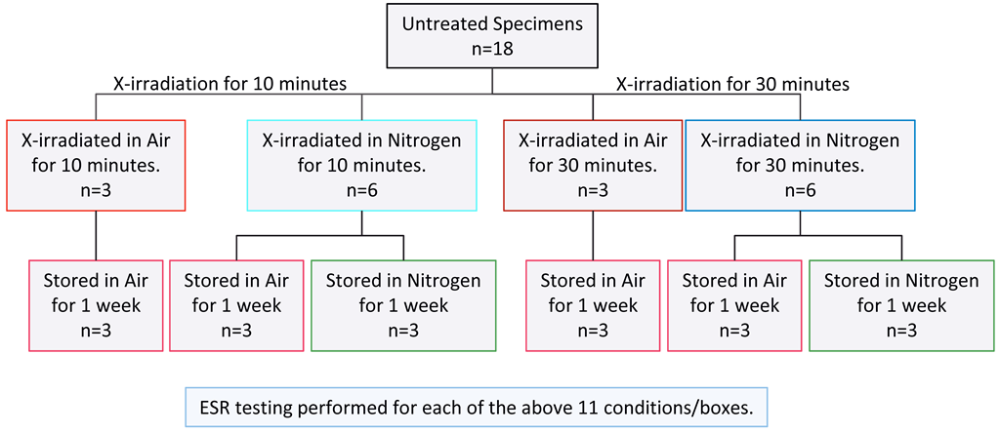 Untreated Specimens
n=18
X-irradiation for 10 minutes
X-irradiation for 30 minutes
X-irradiated in Air
for 10 minutes.
n=3
X-irradiated in Nitrogen
for 10 minutes.
n=6
X-irradiated in Air
for 30 minutes.
n=3
X-irradiated in Nitrogen
for 30 minutes.
n=6
Stored in Air
for 1 week
n=3
Stored in Air
for 1 week
n=3
Stored in Nitrogen
for 1 week
n=3
Stored in Air
for 1 week
n=3
Stored in Air
for 1 week
n=3
Stored in Nitrogen
for 1 week
n=3
ESR testing performed for each of the above 11 conditions/boxes.